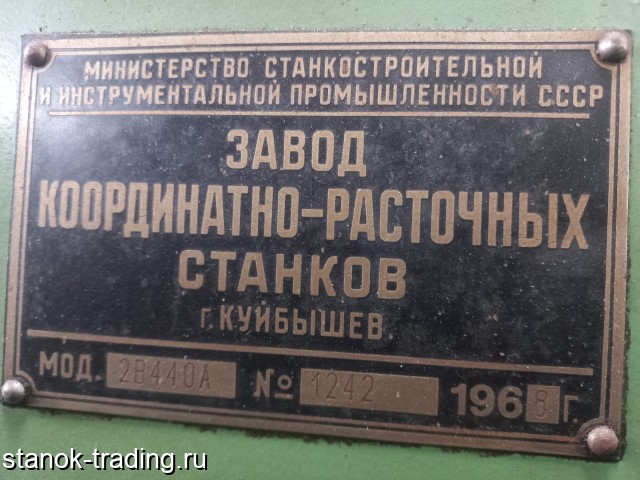 МИНИСТЕРСТВО СТАНКОСТРОИТЕЛЬНОЙ
И ИНСТРУМЕНТАЛЬНОЙ ПРОМЫШЛЕННОСТИ СССР
ЗАВОД
КООРДИНАТНО-РАСТОЧНЫХ
СТАНКОВ
г. КУЙБЫШЕВ
МОД. 2В440А № 1242 1968 г.
stanok-trading.ru